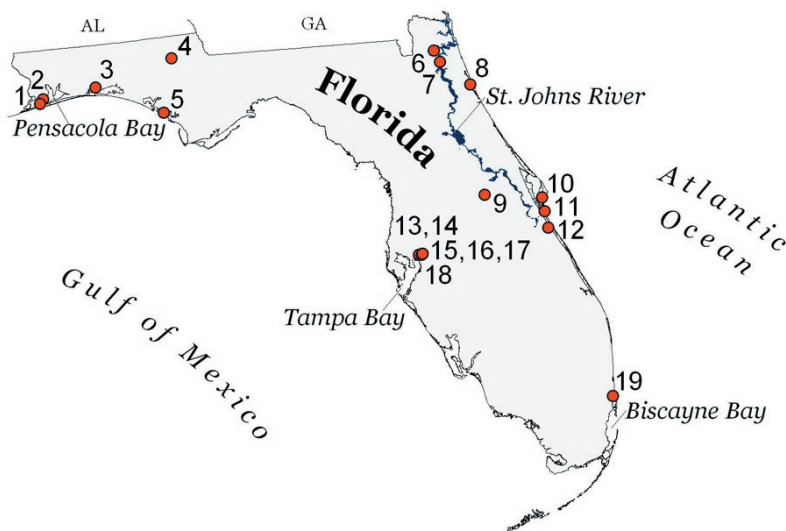 AL
GA
4
3
2
1
5
Pensacola Bay
Florida
6
7
8
St. Johns River
Atlantic
Ocean
10
9
11
12
13, 14
15, 16, 17
18
Tampa Bay
Gulf of Mexico
19
Biscayne Bay